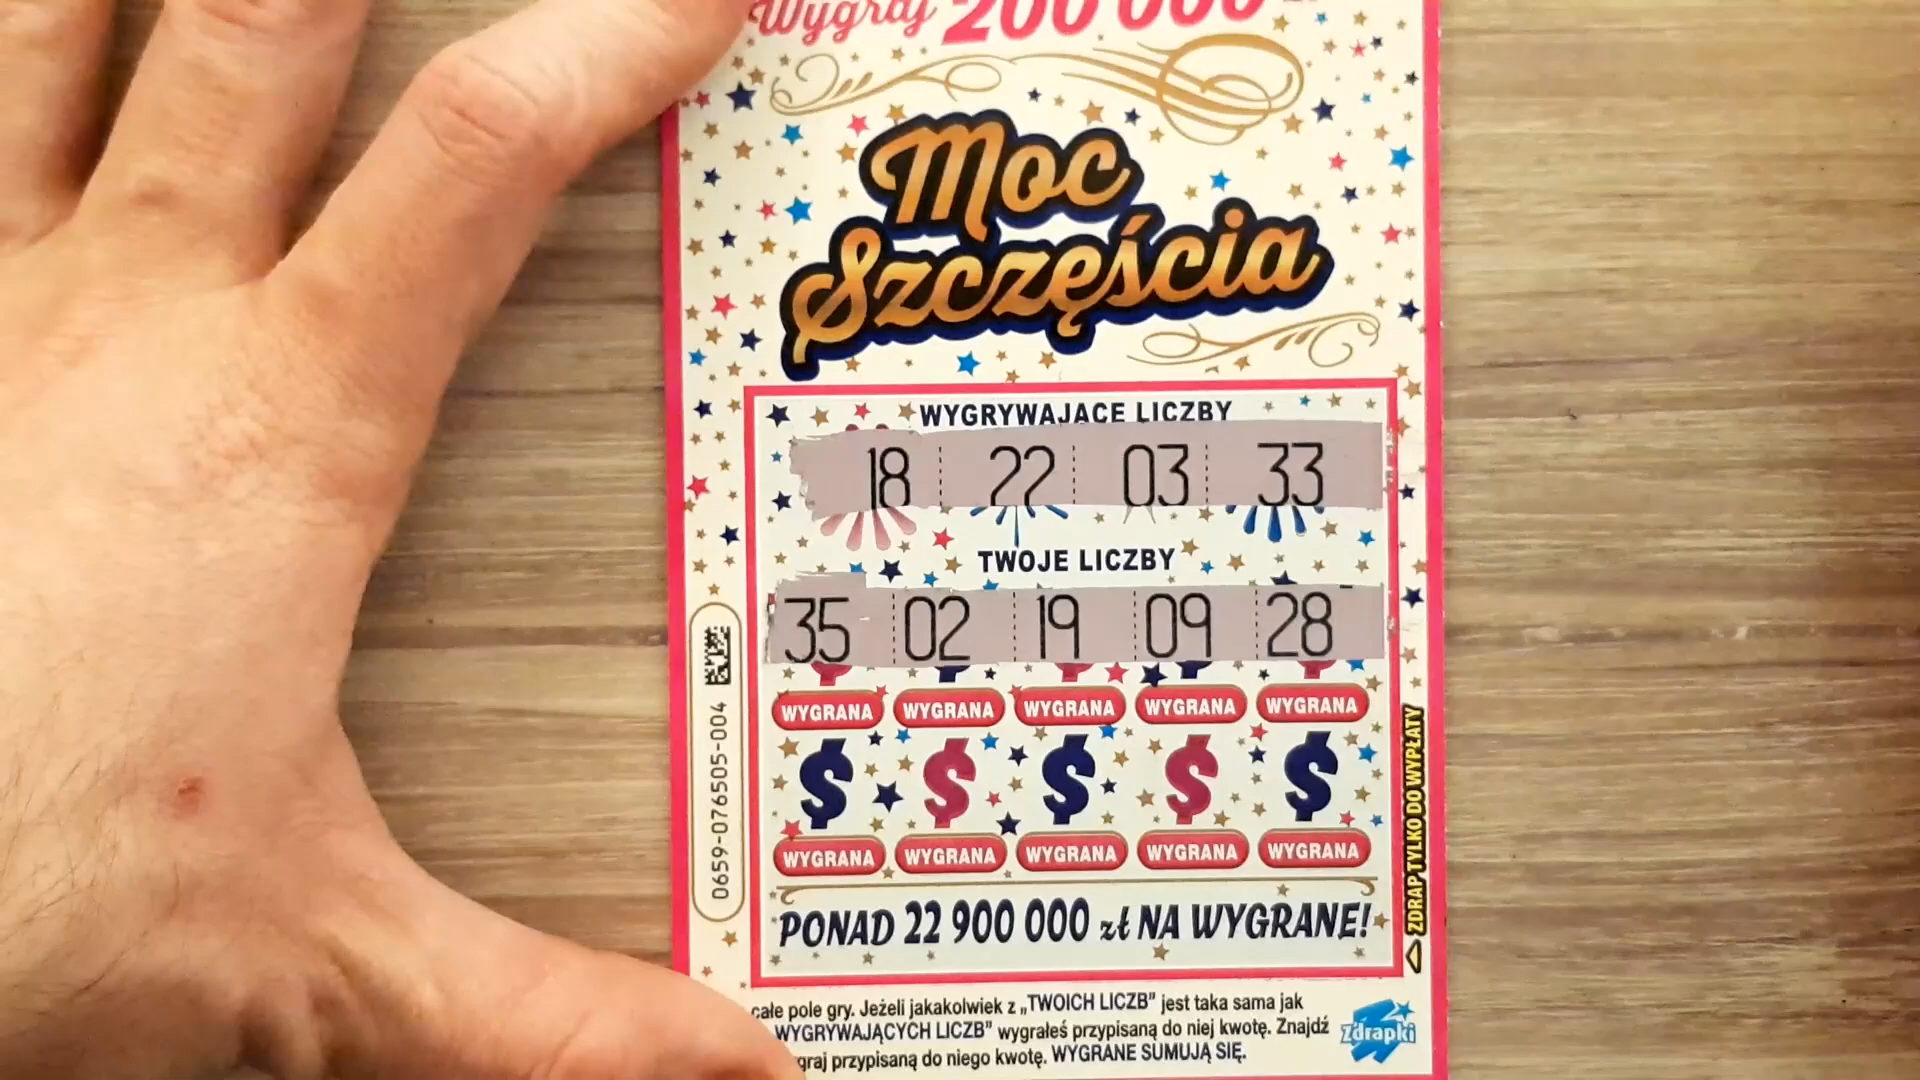 Wygraj 200 000
Moc
Szczęścia
WYGRYWAJĄCE LICZBY
18 22 03 33
TWOJE LICZBY
35 02 19 09 28
WYGRANA WYGRANA WYGRANA WYGRANA WYGRANA
$ $ $ $ $
WYGRANA WYGRANA WYGRANA WYGRANA WYGRANA
PONAD 22 900 000 zł NA WYGRANE!
całe pole gry. Jeżeli jakakolwiek z „TWOICH LICZB" jest taka sama jak
WYGRYWAJĄCYCH LICZB" wygrałeś przypisaną do niej kwotę. Znajdź
graj przypisaną do niego kwotę. WYGRANE SUMUJĄ SIĘ.
Zdrapki
0659-076505-004
ZDRAP TYLKO DO WYPŁATY